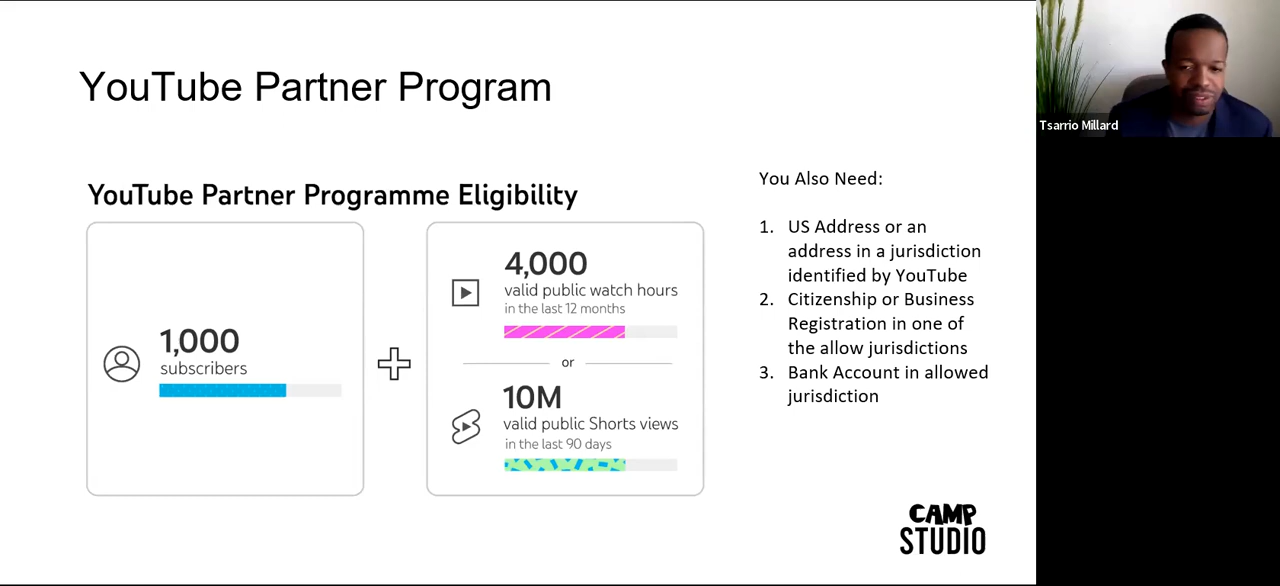 YouTube Partner Program
YouTube Partner Programme Eligibility
1,000
subscribers
4,000
valid public watch hours
in the last 12 months
or
10M
valid public Shorts views
in the last 90 days
You Also Need:
1. US Address or an
address in a jurisdiction
identified by YouTube
2. Citizenship or Business
Registration in one of
the allow jurisdictions
3. Bank Account in allowed
jurisdiction
CAMP
STUDIO
Tsarrio Millard